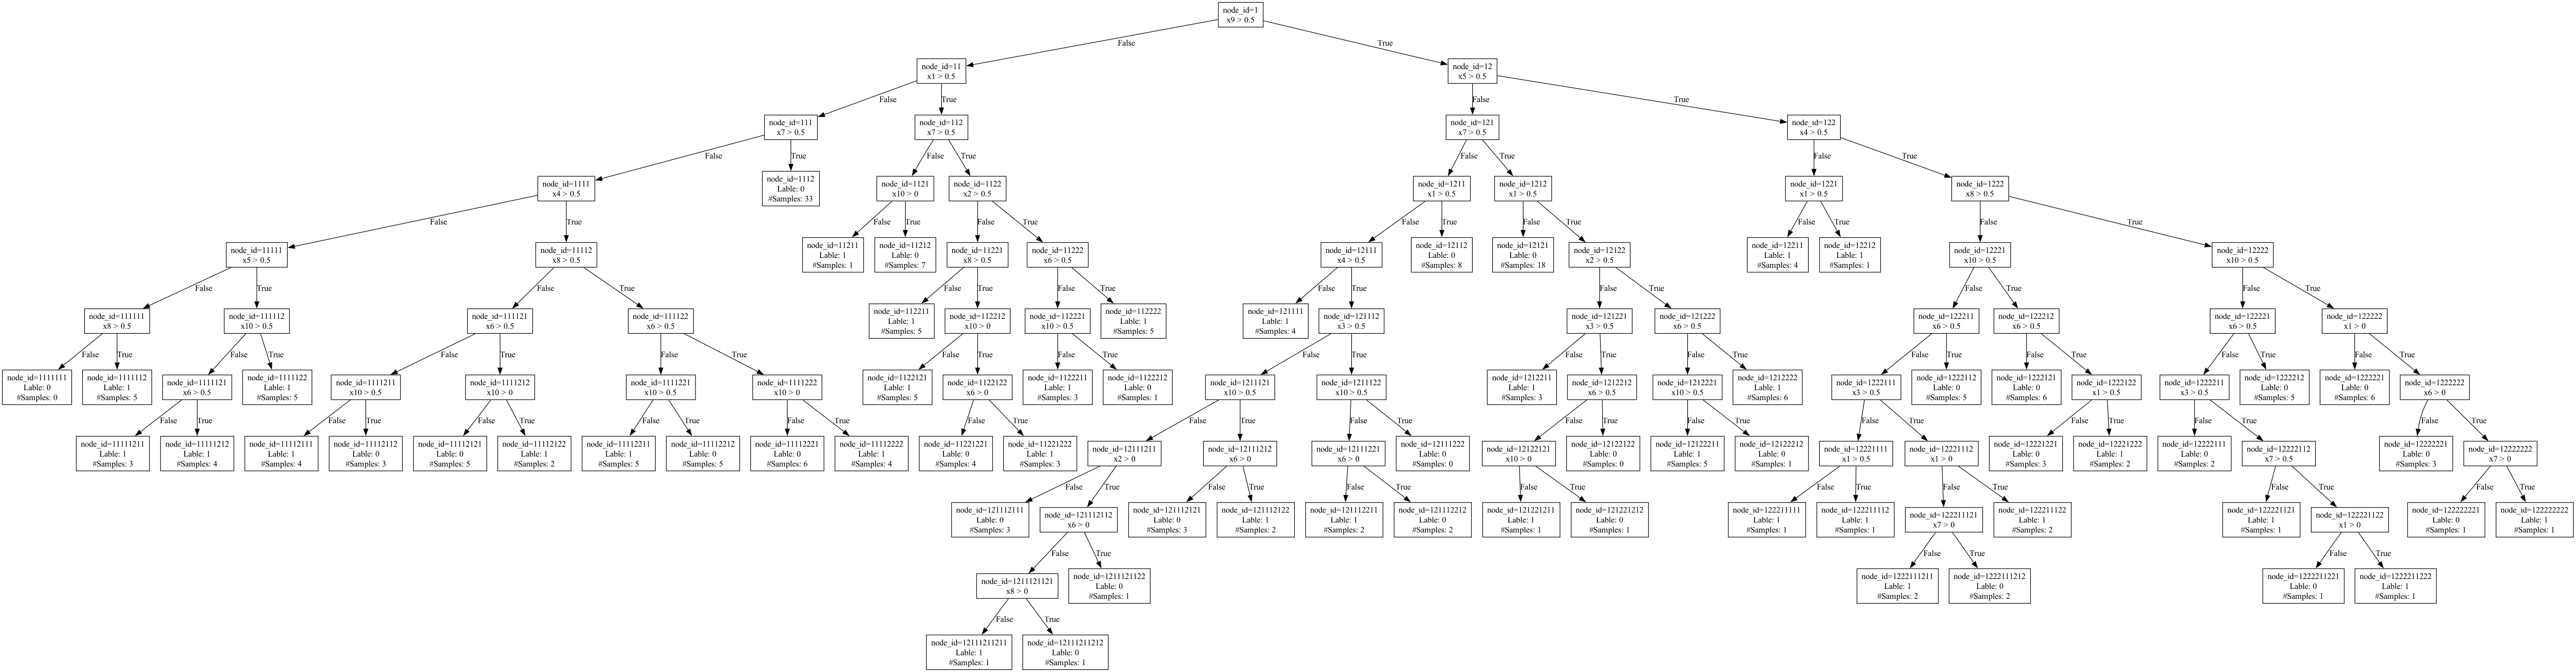 node_id=1
x9 > 0.5
False
True
node_id=11
x1 > 0.5
node_id=12
x5 > 0.5
False
True
False
True
node_id=111
x7 > 0.5
node_id=112
x7 > 0.5
node_id=121
x7 > 0.5
node_id=122
x4 > 0.5
False
True
False
True
False
True
False
True
node_id=1111
x4 > 0.5
node_id=1112
Lable: 0
#Samples: 33
node_id=1121
x10 > 0
node_id=1122
x2 > 0.5
node_id=1211
x1 > 0.5
node_id=1212
x1 > 0.5
node_id=1221
x1 > 0.5
node_id=1222
x8 > 0.5
False
True
False
True
False
True
False
True
False
True
False
True
False
True
node_id=11111
x5 > 0.5
node_id=11112
x8 > 0.5
node_id=11211
Lable: 1
#Samples: 1
node_id=11212
Lable: 0
#Samples: 7
node_id=11221
x8 > 0.5
node_id=11222
x6 > 0.5
node_id=12111
x4 > 0.5
node_id=12112
Lable: 0
#Samples: 8
node_id=12121
Lable: 0
#Samples: 18
node_id=12122
x2 > 0.5
node_id=12211
Lable: 1
#Samples: 4
node_id=12212
Lable: 1
#Samples: 1
node_id=12221
x10 > 0.5
node_id=12222
x10 > 0.5
False
True
False
True
False
True
False
True
False
True
False
True
False
True
False
True
node_id=111111
x8 > 0.5
node_id=111112
x10 > 0.5
node_id=111121
x6 > 0.5
node_id=111122
x6 > 0.5
node_id=112211
Lable: 1
#Samples: 5
node_id=112212
x10 > 0
node_id=112221
x10 > 0.5
node_id=112222
Lable: 1
#Samples: 5
node_id=121111
Lable: 1
#Samples: 4
node_id=121112
x3 > 0.5
node_id=121221
x3 > 0.5
node_id=121222
x6 > 0.5
node_id=122211
x6 > 0.5
node_id=122212
x6 > 0.5
node_id=122221
x6 > 0.5
node_id=122222
x1 > 0
False
True
False
True
False
True
False
True
False
True
False
True
False
True
False
True
False
True
False
True
False
True
False
True
False
True
node_id=1111111
Lable: 0
#Samples: 0
node_id=1111112
Lable: 1
#Samples: 5
node_id=1111121
x6 > 0.5
node_id=1111122
Lable: 1
#Samples: 5
node_id=1111211
x10 > 0.5
node_id=1111212
x10 > 0
node_id=1111221
x10 > 0.5
node_id=1111222
x10 > 0
node_id=1122121
Lable: 1
#Samples: 5
node_id=1122122
x6 > 0
node_id=1122211
Lable: 1
#Samples: 3
node_id=1122212
Lable: 0
#Samples: 1
node_id=1211121
x10 > 0.5
node_id=1211122
x10 > 0.5
node_id=1212211
Lable: 1
#Samples: 3
node_id=1212212
x6 > 0.5
node_id=1212221
x10 > 0.5
node_id=1212222
Lable: 1
#Samples: 6
node_id=1222111
x3 > 0.5
node_id=1222112
Lable: 0
#Samples: 5
node_id=1222121
Lable: 0
#Samples: 6
node_id=1222122
x1 > 0.5
node_id=1222211
x3 > 0.5
node_id=1222212
Lable: 0
#Samples: 5
node_id=1222221
Lable: 0
#Samples: 6
node_id=1222222
x6 > 0
False
True
False
True
False
True
False
True
False
True
False
True
False
True
False
True
False
True
False
True
False
True
False
True
False
True
False
True
node_id=11111211
Lable: 1
#Samples: 3
node_id=11111212
Lable: 1
#Samples: 4
node_id=11112111
Lable: 1
#Samples: 4
node_id=11112112
Lable: 0
#Samples: 3
node_id=11112121
Lable: 0
#Samples: 5
node_id=11112122
Lable: 1
#Samples: 2
node_id=11112211
Lable: 1
#Samples: 5
node_id=11112212
Lable: 0
#Samples: 5
node_id=11112221
Lable: 0
#Samples: 6
node_id=11112222
Lable: 1
#Samples: 4
node_id=11221221
Lable: 0
#Samples: 4
node_id=11221222
Lable: 1
#Samples: 3
node_id=12111211
x2 > 0
node_id=12111212
x6 > 0
node_id=12111221
x6 > 0
node_id=12111222
Lable: 0
#Samples: 0
node_id=12122121
x10 > 0
node_id=12122122
Lable: 0
#Samples: 0
node_id=12122211
Lable: 1
#Samples: 5
node_id=12122212
Lable: 0
#Samples: 1
node_id=12221111
x1 > 0.5
node_id=12221112
x1 > 0
node_id=12221221
Lable: 0
#Samples: 3
node_id=12221222
Lable: 1
#Samples: 2
node_id=12222111
Lable: 0
#Samples: 2
node_id=12222112
x7 > 0.5
node_id=12222221
Lable: 0
#Samples: 3
node_id=12222222
x7 > 0
False
True
False
True
False
True
False
True
False
True
False
True
False
True
False
True
node_id=121112111
Lable: 0
#Samples: 3
node_id=121112112
x6 > 0
node_id=121112121
Lable: 0
#Samples: 3
node_id=121112122
Lable: 1
#Samples: 2
node_id=121112211
Lable: 1
#Samples: 2
node_id=121112212
Lable: 0
#Samples: 2
node_id=121221211
Lable: 1
#Samples: 1
node_id=121221212
Lable: 0
#Samples: 1
node_id=122211111
Lable: 1
#Samples: 1
node_id=122211112
Lable: 1
#Samples: 1
node_id=122211121
x7 > 0
node_id=122211122
Lable: 1
#Samples: 2
node_id=122221121
Lable: 1
#Samples: 1
node_id=122221122
x1 > 0
node_id=122222221
Lable: 0
#Samples: 1
node_id=122222222
Lable: 1
#Samples: 1
False
True
False
True
False
True
node_id=1211121121
x8 > 0
node_id=1211121122
Lable: 0
#Samples: 1
node_id=1222111211
Lable: 1
#Samples: 2
node_id=1222111212
Lable: 0
#Samples: 2
node_id=1222211221
Lable: 0
#Samples: 1
node_id=1222211222
Lable: 1
#Samples: 1
False
True
node_id=12111211211
Lable: 1
#Samples: 1
node_id=12111211212
Lable: 0
#Samples: 1